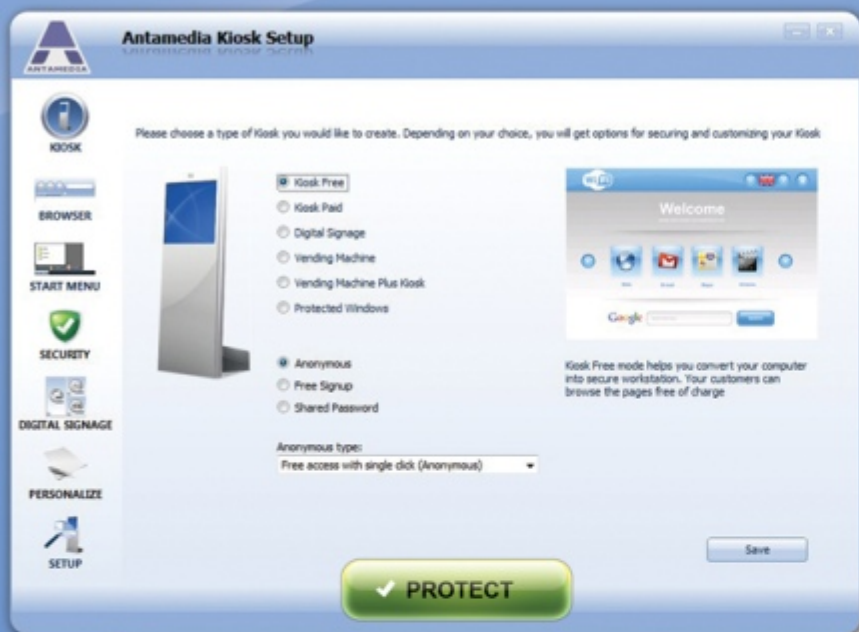 Antamedia Kiosk Setup
ANTAMEDIA
KIOSK
BROWSER
START MENU
SECURITY
DIGITAL SIGNAGE
PERSONALIZE
SETUP
Please choose a type of Kiosk you would like to create. Depending on your choice, you will get options for securing and customizing your Kiosk
Kiosk Free
Kiosk Paid
Digital Signage
Vending Machine
Vending Machine Plus Kiosk
Protected Windows
Anonymous
Free Signup
Shared Password
Anonymous type:
Free access with single click (Anonymous)
Wi Fi
Welcome
Google
Kiosk Free mode helps you convert your computer
into secure workstation. Your customers can
browse the pages free of charge
Save
PROTECT